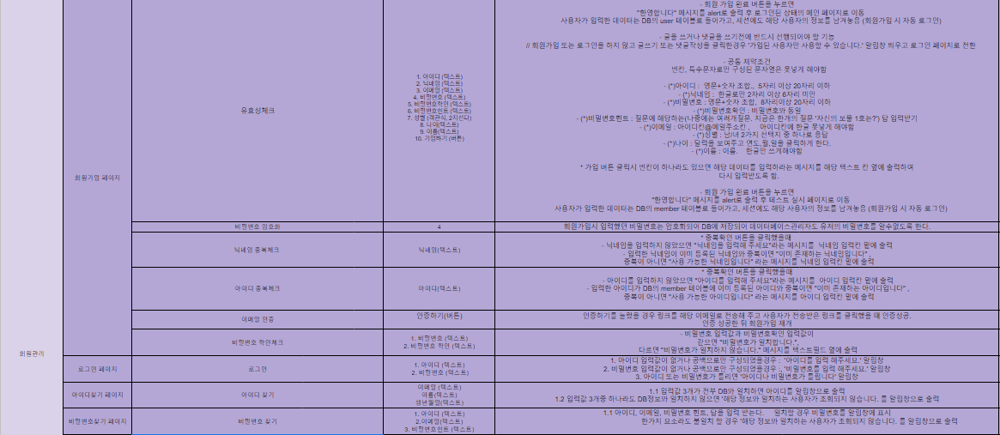 - 회원 가입 완료 버튼을 누르면
"환영합니다" 메시지를 alert로 출력 후 로그인된 상태의 메인 페이지로 이동
사용자가 입력한 데이터는 DB의 user 테이블로 들어가고, 세션에도 해당 사용자의 정보를 남겨놓음 (회원가입 시 자동 로그인)
- 글을 쓰거나 댓글을 쓰기전에 반드시 선행되어야 할 기능
// 회원가입 또는 로그인을 하지 않고 글쓰기 또는 댓글작성을 클릭한경우 '가입된 사용자만 사용할 수 있습니다.' 알림창 띄우고 로그인 페이지로 전환
- 공통 제약조건
빈칸, 특수문자로만 구성된 문자열은 못넣게 해야함
- (*)아이디 : 영문+숫자 조합., 5자리 이상 20자리 이하
- (*)닉네임 : 한글로만 2자리 이상 6자리 미만
- (*)비밀번호 : 영문+숫자 조합, 8자리이상 20자리 이하
- (*)비밀번호확인 : 비밀번호와 동일
- (*)비밀번호힌트 : 질문에 해당하는(나중에는 여러개질문, 지금은 한개의 질문 '자신의 보물 1호는?') 답 입력받기
- (*)이메일 : 아이디칸@메일주소칸 , 아이디칸에 한글 못넣게 해야함
- (*)성별 : 남/녀 2가지 선택지 중 하나로 응답
- (*)나이 : 달력을 보여주고 연도,월,일을 클릭하게 한다.
- (*)이름 : 이름. 한글만 쓰게해야함
* 가입 버튼 클릭시 빈칸이 하나라도 있으면 해당 데이터를 입력하라는 메시지를 해당 텍스트 칸 옆에 출력하여
다시 입력받도록 함.
- 회원 가입 완료 버튼을 누르면
"환영합니다" 메시지를 alert로 출력 후 테스트 실시 페이지로 이동
사용자가 입력한 데이터는 DB의 member 테이블로 들어가고, 세션에도 해당 사용자의 정보를 남겨놓음 (회원가입 시 자동 로그인)
유효성체크
1. 아이디 (텍스트)
2. 닉네임 (텍스트)
3. 이메일 (텍스트)
4. 비밀번호 (텍스트)
5. 비밀번호확인 (텍스트)
6. 비밀번호힌트 (텍스트)
7. 성별 (객관식, 2지선다)
8. 나이(텍스트)
9. 이름(텍스트)
10. 가입하기 (버튼)
회원가입 페이지
비밀번호 암호화
4
회원가입시 입력했던 비밀번호는 암호화되어 DB에 저장되어 데이터베이스관리자도 유저의 비밀번호를 알수없도록 한다.
닉네임 중복체크
닉네임(텍스트)
* 중복확인 버튼을 클릭했을때
- 닉네임을 입력하지 않았으면 "닉네임을 입력해 주세요"라는 메시지를 닉네임 입력칸 밑에 출력
- 입력한 닉네임이 이미 등록된 닉네임와 중복이면 "이미 존재하는 닉네임입니다" ,
중복이 아니면 "사용 가능한 닉네임입니다" 라는 메시지를 닉네임 입력칸 밑에 출력
아이디 중복체크
아이디(텍스트)
* 중복확인 버튼을 클릭했을때
- 아이디를 입력하지 않았으면 "아이디를 입력해 주세요"라는 메시지를 아이디 입력칸 밑에 출력
- 입력한 아이디가 DB의 member 테이블에 이미 등록된 아이디와 중복이면 "이미 존재하는 아이디입니다" ,
중복이 아니면 "사용 가능한 아이디입니다" 라는 메시지를 아이디 입력칸 밑에 출력
이메일 인증
인증하기(버튼)
인증하기를 눌렀을 경우 링크를 해당 이메일로 전송해 주고 사용자가 전송받은 링크를 클릭했을 때 인증성공.
인증 성공한 뒤 회원가입 재개
회원관리
비밀번호 확인체크
1. 비밀번호 (텍스트)
2. 비밀번호 확인 (텍스트)
- 비밀번호 입력값과 비밀번호확인 입력값이
같으면 "비밀번호가 일치합니다.",
다르면 "비밀번호가 일치하지 않습니다." 메시지를 텍스트필드 옆에 출력
로그인 페이지
로그인
1. 아이디 (텍스트)
2. 비밀번호 (텍스트)
1. 아이디 입력값이 없거나 공백으로만 구성되었을경우 : '아이디를 입력 해주세요.' 알림창
2. 비밀번호 입력값이 없거나 공백으로만 구성되었을경우 :, '비밀번호를 입력 해주세요.' 알림창
3. 아이디 또는 비밀번호가 틀리면 '아이디나 비밀번호가 틀립니다' 알림창
아이디찾기 페이지
아이디 찾기
이메일 (텍스트)
이름(텍스트)
생년월일(텍스트)
1.1 입력값 3개가 전부 DB와 일치하면 아이디를 알림창으로 출력
1.2 입력값 3개중 하나라도 DB정보와 일치하지 않으면 '해당 정보와 일치하는 사용자가 조회되지 않습니다. 를 알림창으로 출력
비밀번호찾기 페이지
비밀번호 찾기
1. 아이디 (텍스트)
2.이메일(텍스트)
3. 비밀번호힌트 (텍스트)
1.1 아이디, 이메일, 비밀번호 힌트, 답을 입력 받는다. 일치할 경우 비밀번호를 알림창에 표시
한가지 요소라도 불일치 할 경우 '해당 정보와 일치하는 사용자가 조회되지 않습니다. 를 알림창으로 출력